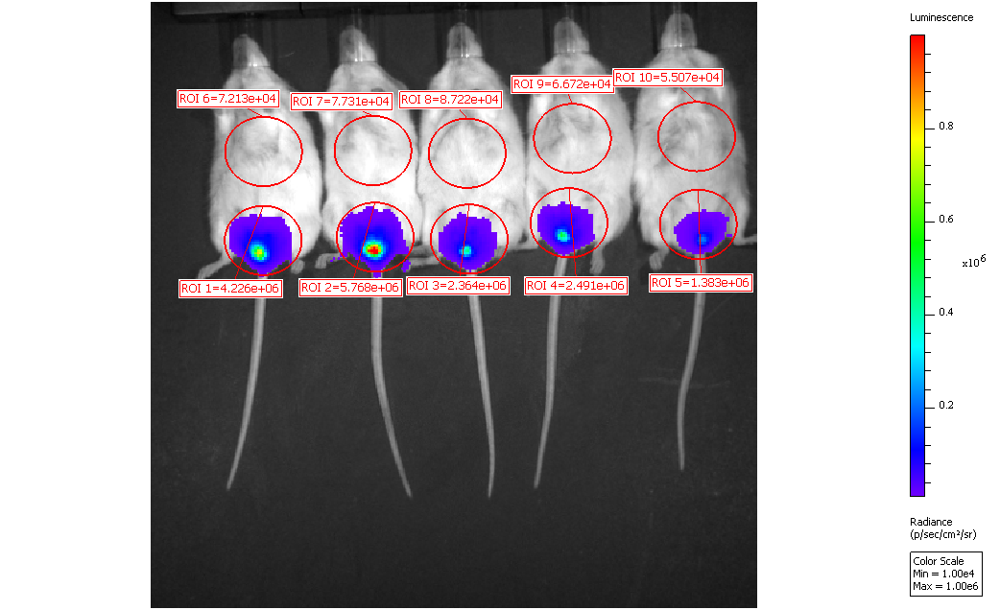 Luminescence
ROI 6=7.213e+04
ROI 7=7.731e+04
ROI 8=8.722e+04
ROI 9=6.672e+04
ROI 10=5.507e+04
ROI 1=4.226e+06
ROI 2=5.768e+06
ROI 3=2.364e+06
ROI 4=2.491e+06
ROI 5=1.383e+06
0.8
0.6
x10⁶
0.4
0.2
Radiance
(p/sec/cm²/sr)
Color Scale
Min = 1.00e4
Max = 1.00e6